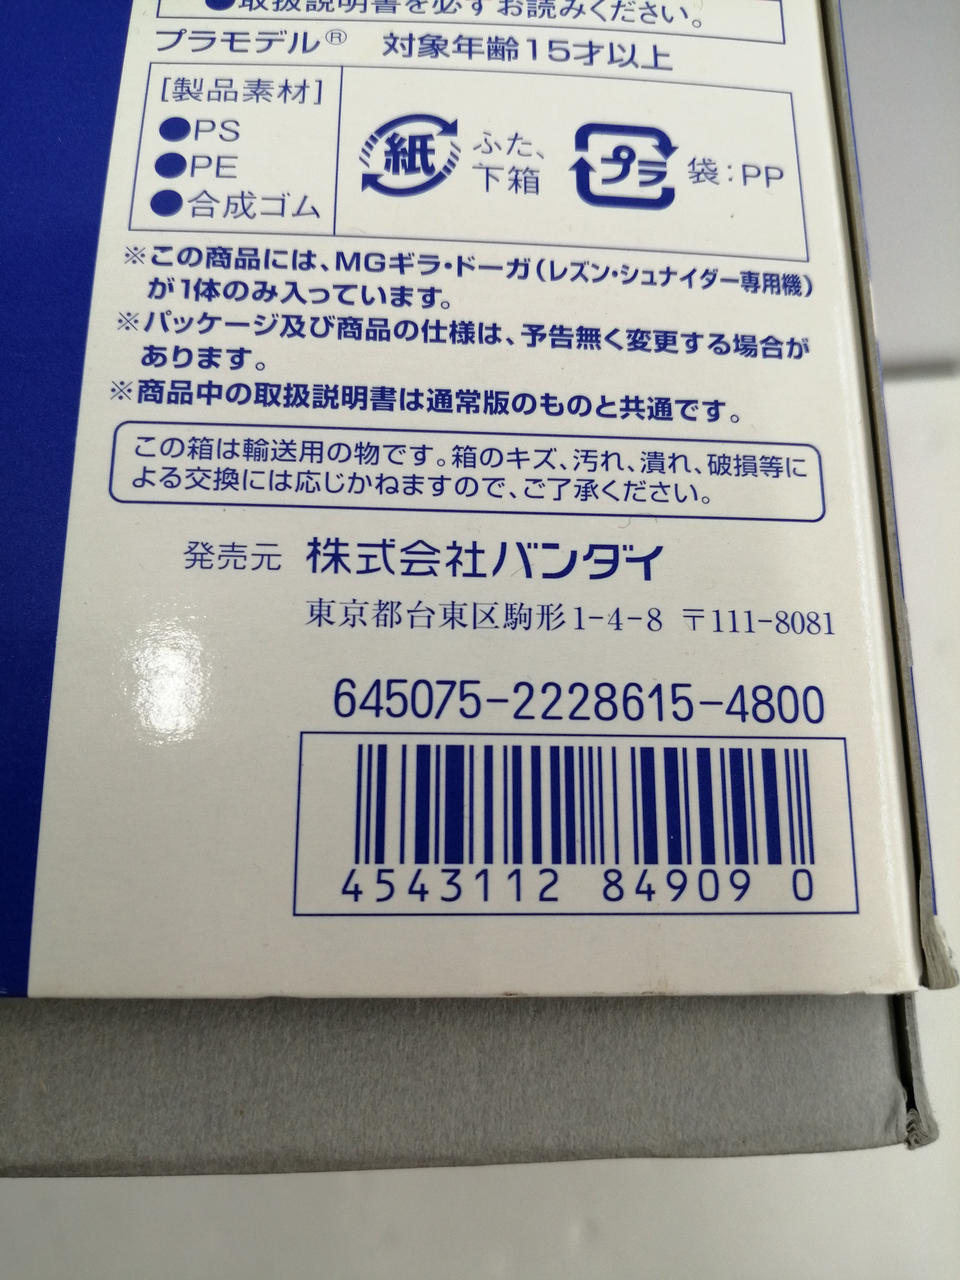 ●取扱説明書を必ずお読みください。
プラモデル® 対象年齢15才以上
[製品素材]
●PS
●PE
●合成ゴム
紙
ふた、
下箱
プラ
袋:PP
※この商品には、MGギラ・ドーガ(レズン・シュナイダー専用機)
が1体のみ入っています。
※パッケージ及び商品の仕様は、予告無く変更する場合が
あります。
※商品中の取扱説明書は通常版のものと共通です。
この箱は輸送用の物です。箱のキズ、汚れ、潰れ、破損等に
よる交換には応じかねますので、ご了承ください。
発売元 株式会社バンダイ
東京都台東区駒形1-4-8 〒111-8081
645075-2228615-4800
4543112 84909 0